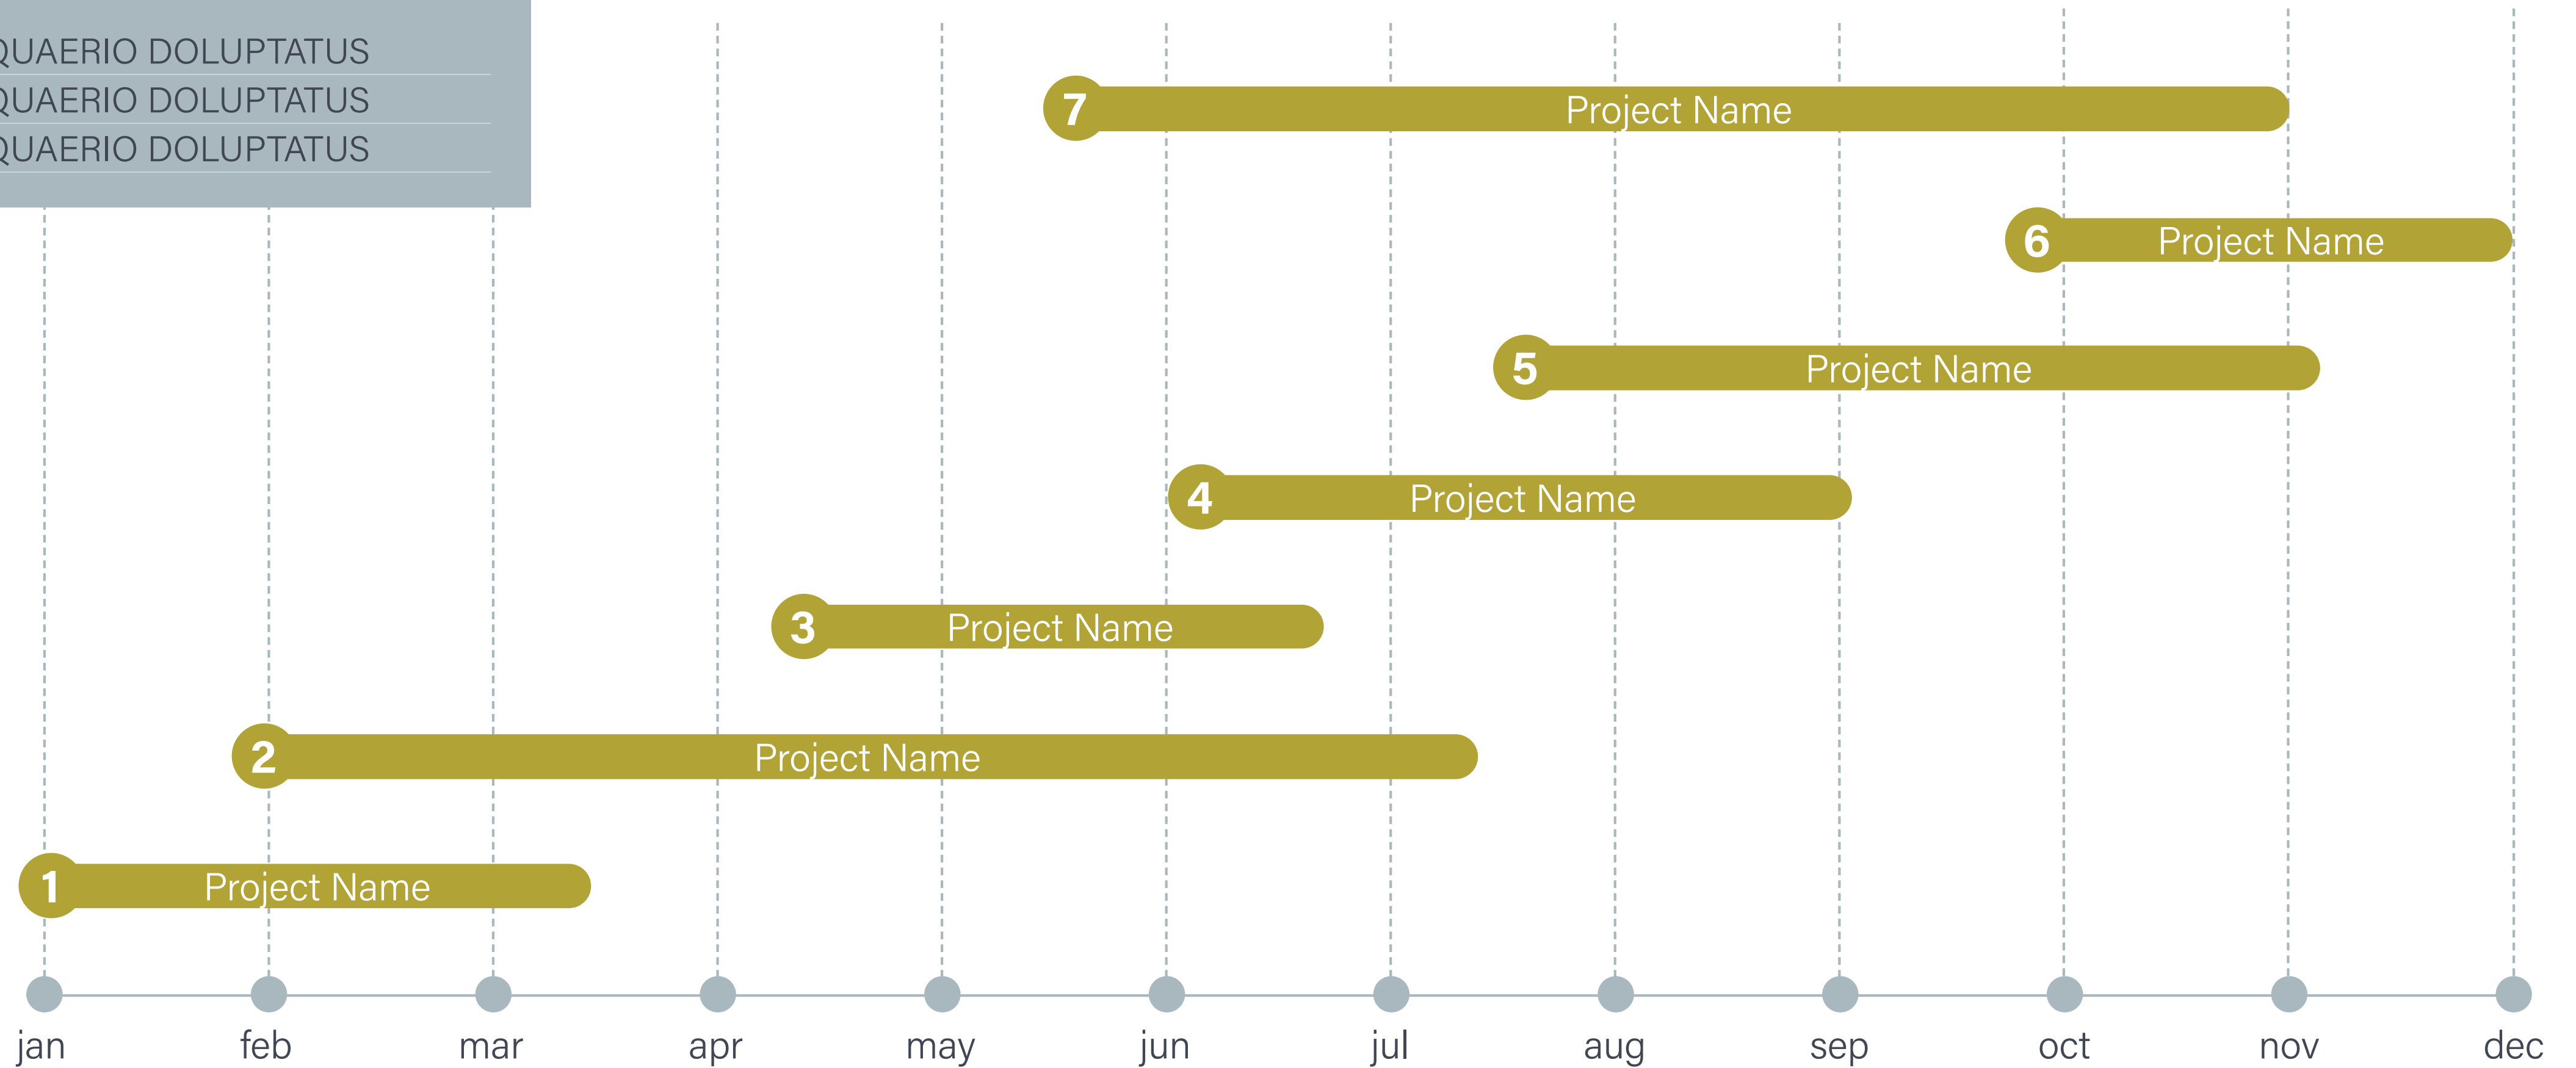 QUAERIO DOLUPTATUS
QUAERIO DOLUPTATUS
QUAERIO DOLUPTATUS
7 Project Name
6 Project Name
5 Project Name
4 Project Name
3 Project Name
2 Project Name
1 Project Name
jan feb mar apr may jun jul aug sep oct nov dec